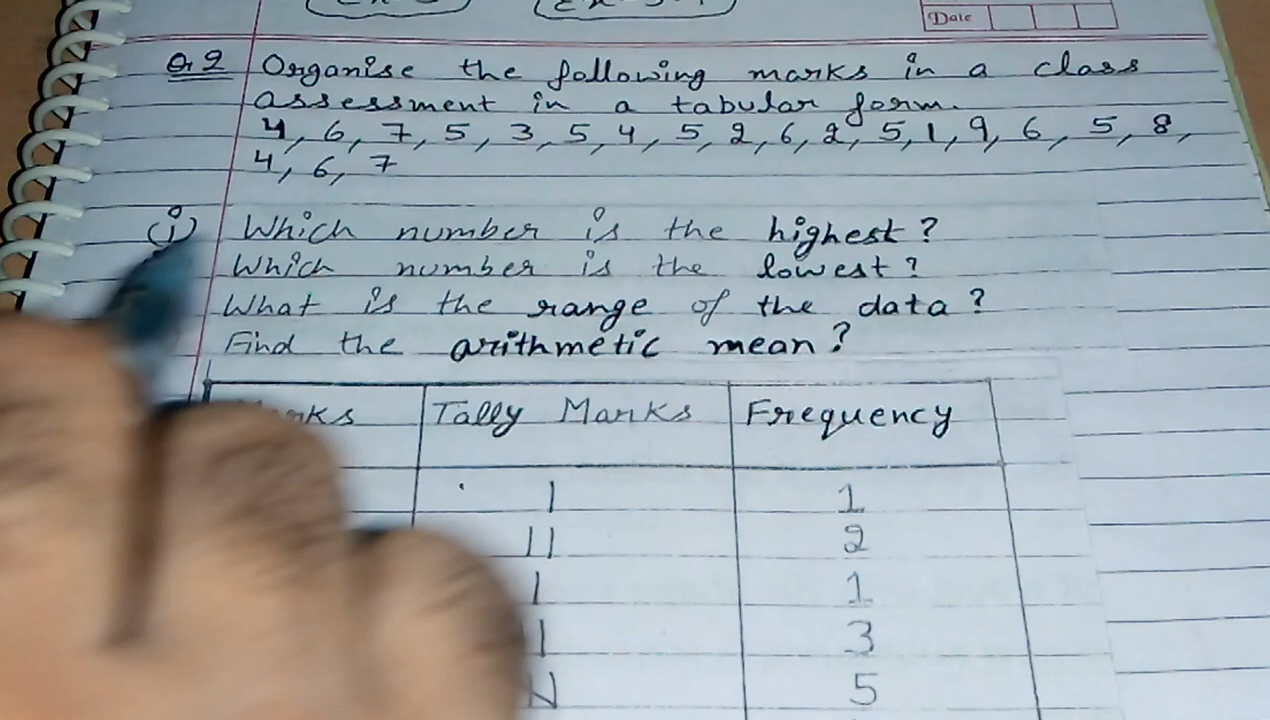 Date
Q.2 Organise the following marks in a class
assessment in a tabular form.
4, 6, 7, 5, 3, 5, 4, 5, 2, 6, 2, 5, 1, 9, 6, 5, 8,
4, 6, 7
(i) Which number is the highest?
Which number is the lowest?
What is the range of the data?
Find the arithmetic mean?
Tally Marks Frequency
| 1
|| 2
| 1
| 3
5